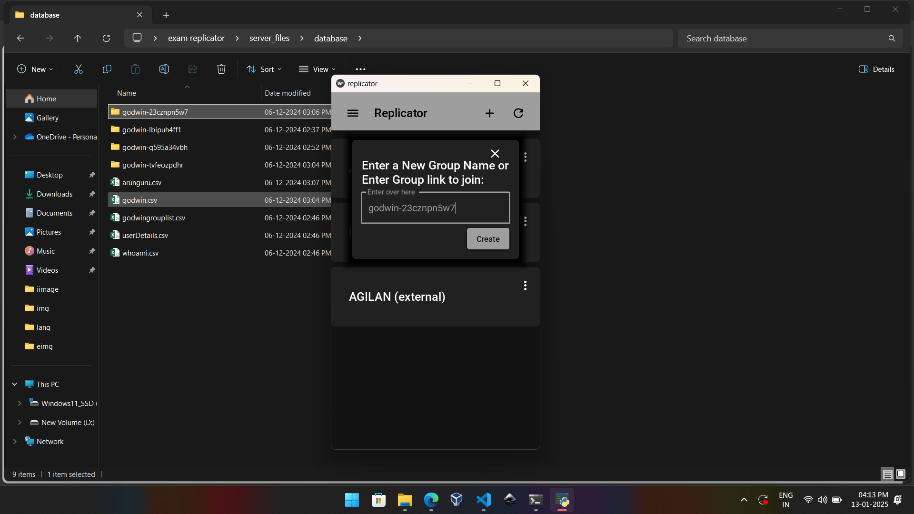 database
exam replicator
server_files
database
Search database
New
Sort
View
Details
Home
Gallery
OneDrive - Persona
Desktop
Downloads
Documents
Pictures
Music
Videos
iimage
img
lang
eimg
This PC
Windows11_SSD (
New Volume (D:)
Network
Name
Date modified
godwin-23cznpn5w7
06-12-2024 03:06 PM
godwin-lbipuh4ff1
06-12-2024 02:37 PM
godwin-q595a34vbh
06-12-2024 02:52 PM
godwin-tvfeozpdhr
06-12-2024 03:04 PM
arunguru.csv
06-12-2024 03:07 PM
godwin.csv
06-12-2024 03:04 PM
godwingrouplist.csv
06-12-2024 02:46 PM
userDetails.csv
06-12-2024 02:46 PM
whoami.csv
06-12-2024 02:46 PM
replicator
Replicator
Enter a New Group Name or
Enter Group link to join:
Enter over here
godwin-23cznpn5w7
Create
AGILAN (external)
9 items
1 item selected
ENG
IN
04:13 PM
13-01-2025